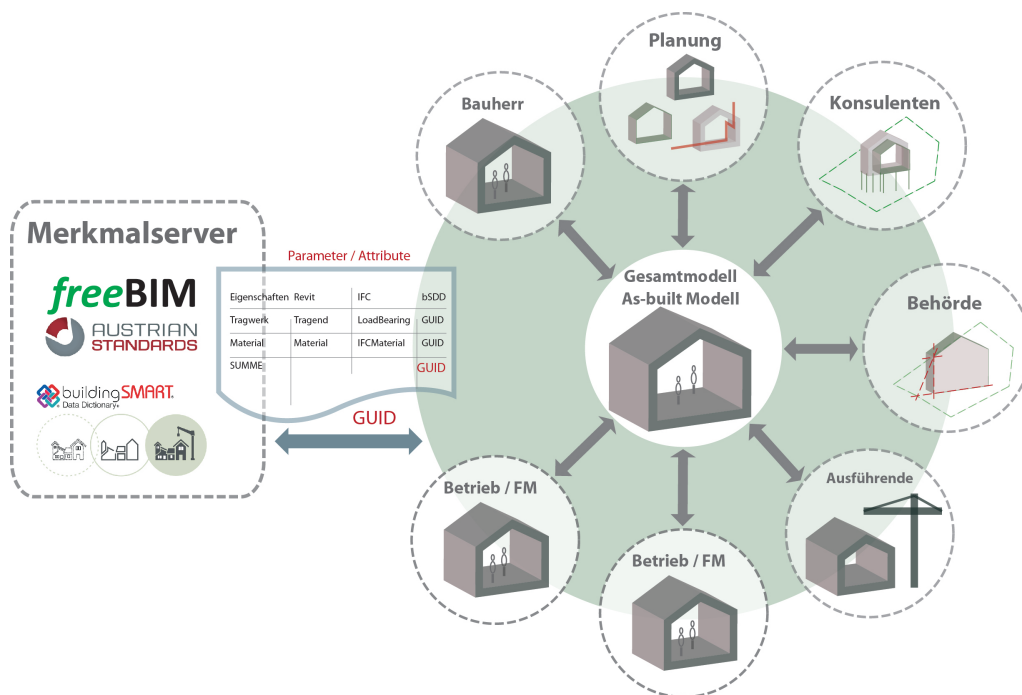 Planung
Bauherr
Konsulenten
Merkmalserver
freeBIM
AUSTRIAN
STANDARDS
buildingSMART®
Data Dictionary
Parameter / Attribute
Eigenschaften Revit IFC bSDD
Tragwerk Tragend LoadBearing GUID
Material Material IFCMaterial GUID
SUMME GUID
GUID
Gesamtmodell
As-built Modell
Behörde
Ausführende
Betrieb / FM
Betrieb / FM